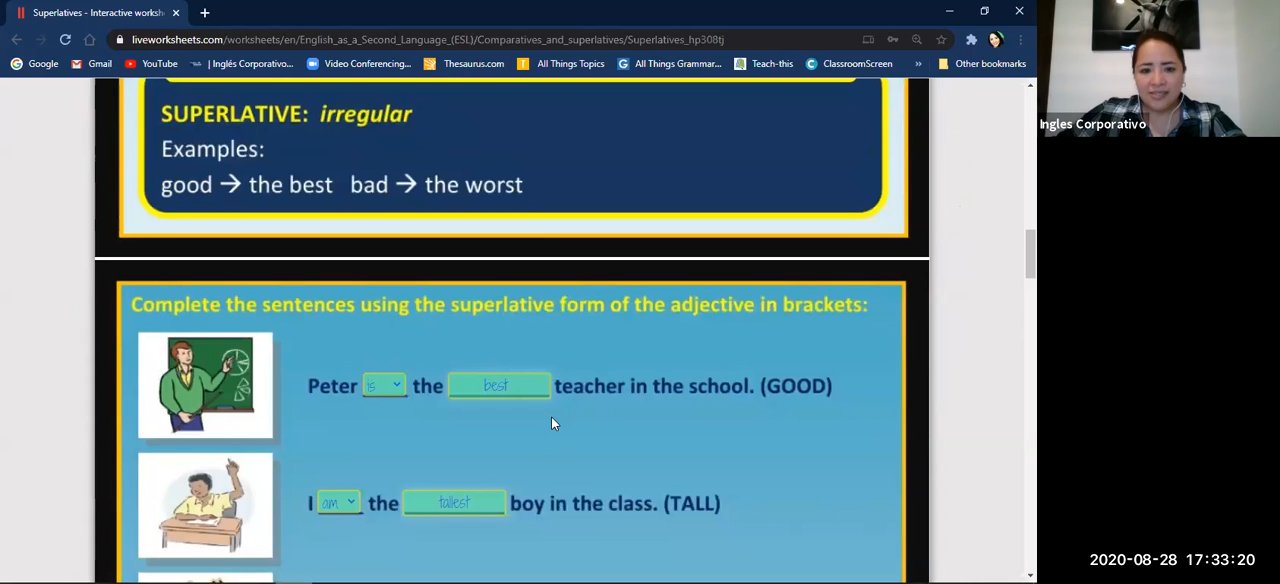 Superlatives - Interactive worksh
liveworksheets.com/worksheets/en/English_as_a_Second_Language_(ESL)/Comparatives_and_superlatives/Superlatives_hp308tj
Google Gmail YouTube | Inglés Corporativo... Video Conferencing... Thesaurus.com All Things Topics All Things Grammar... Teach-this ClassroomScreen » Other bookmarks
Ingles Corporativo
SUPERLATIVE: irregular
Examples:
good → the best bad → the worst
Complete the sentences using the superlative form of the adjective in brackets:
Peter is the best teacher in the school. (GOOD)
I am the tallest boy in the class. (TALL)
2020-08-28 17:33:20